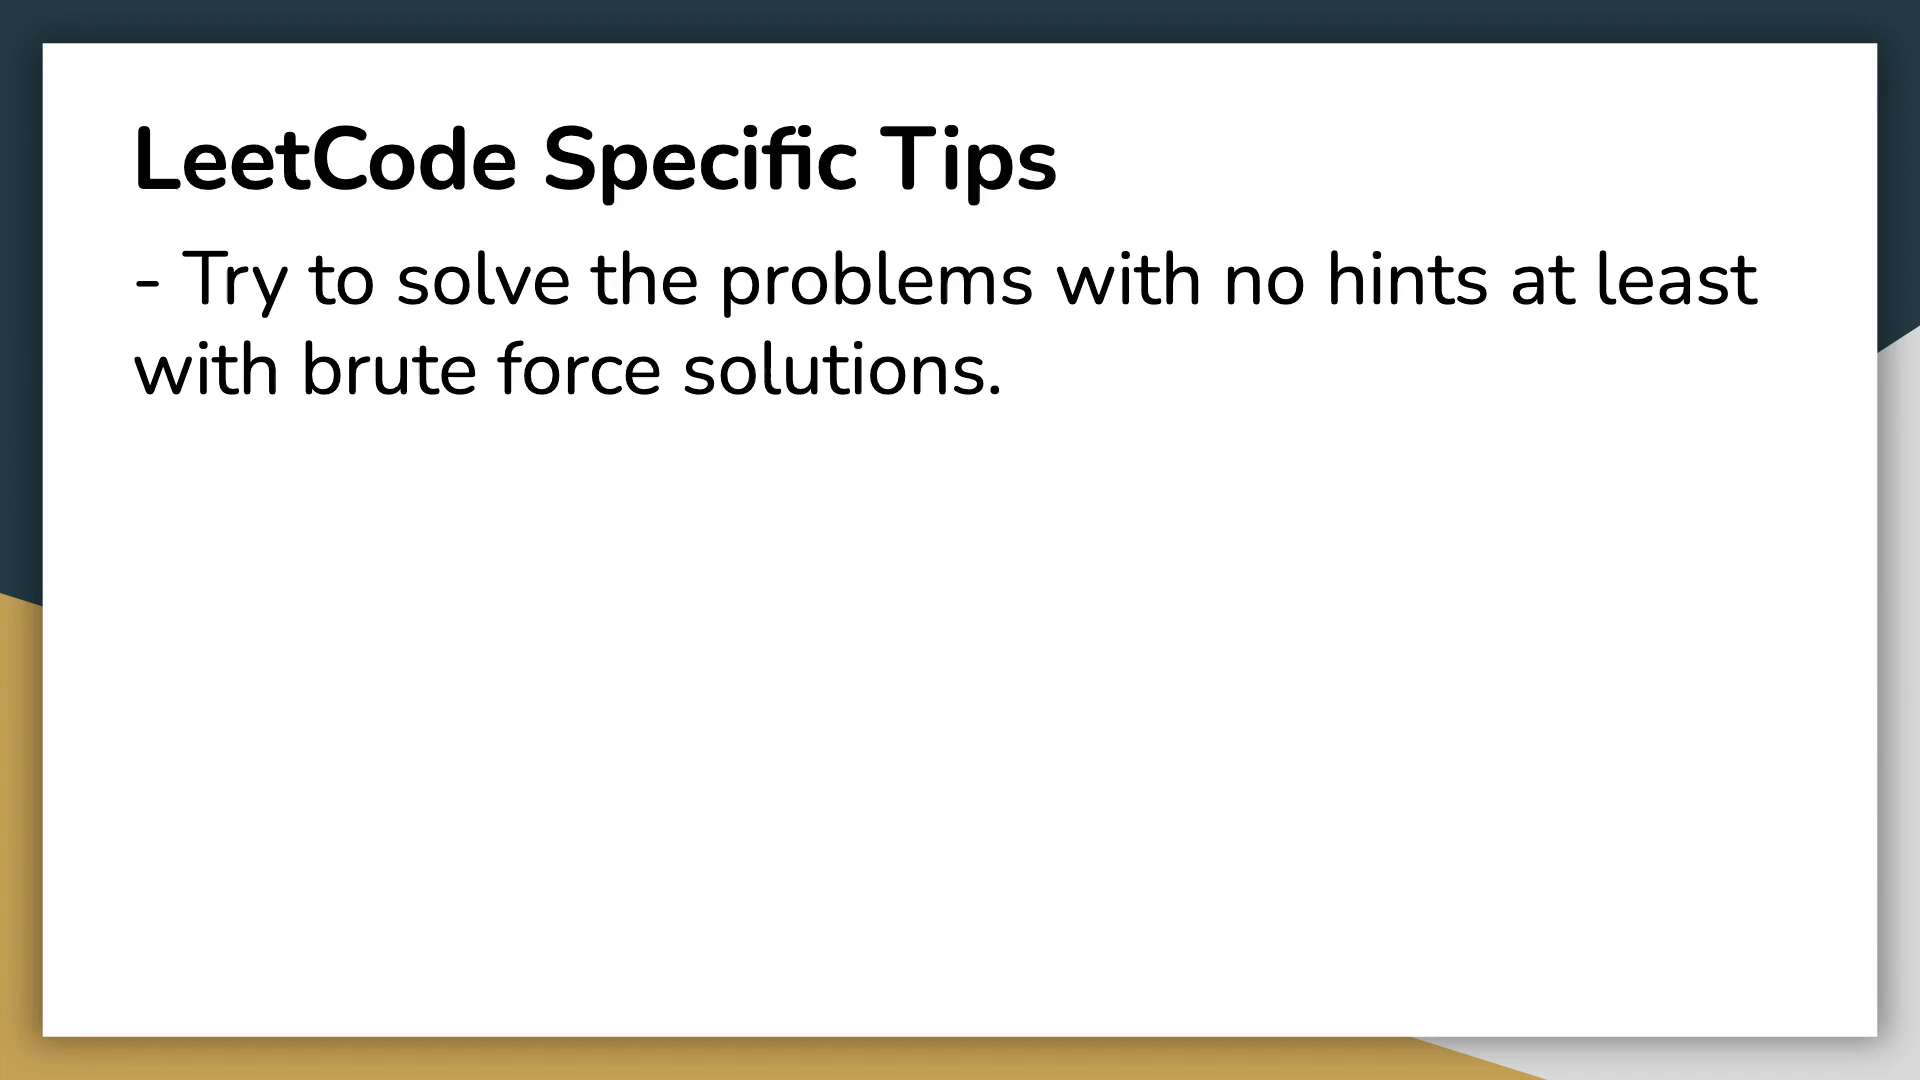 LeetCode Specific Tips
- Try to solve the problems with no hints at least
with brute force solutions.